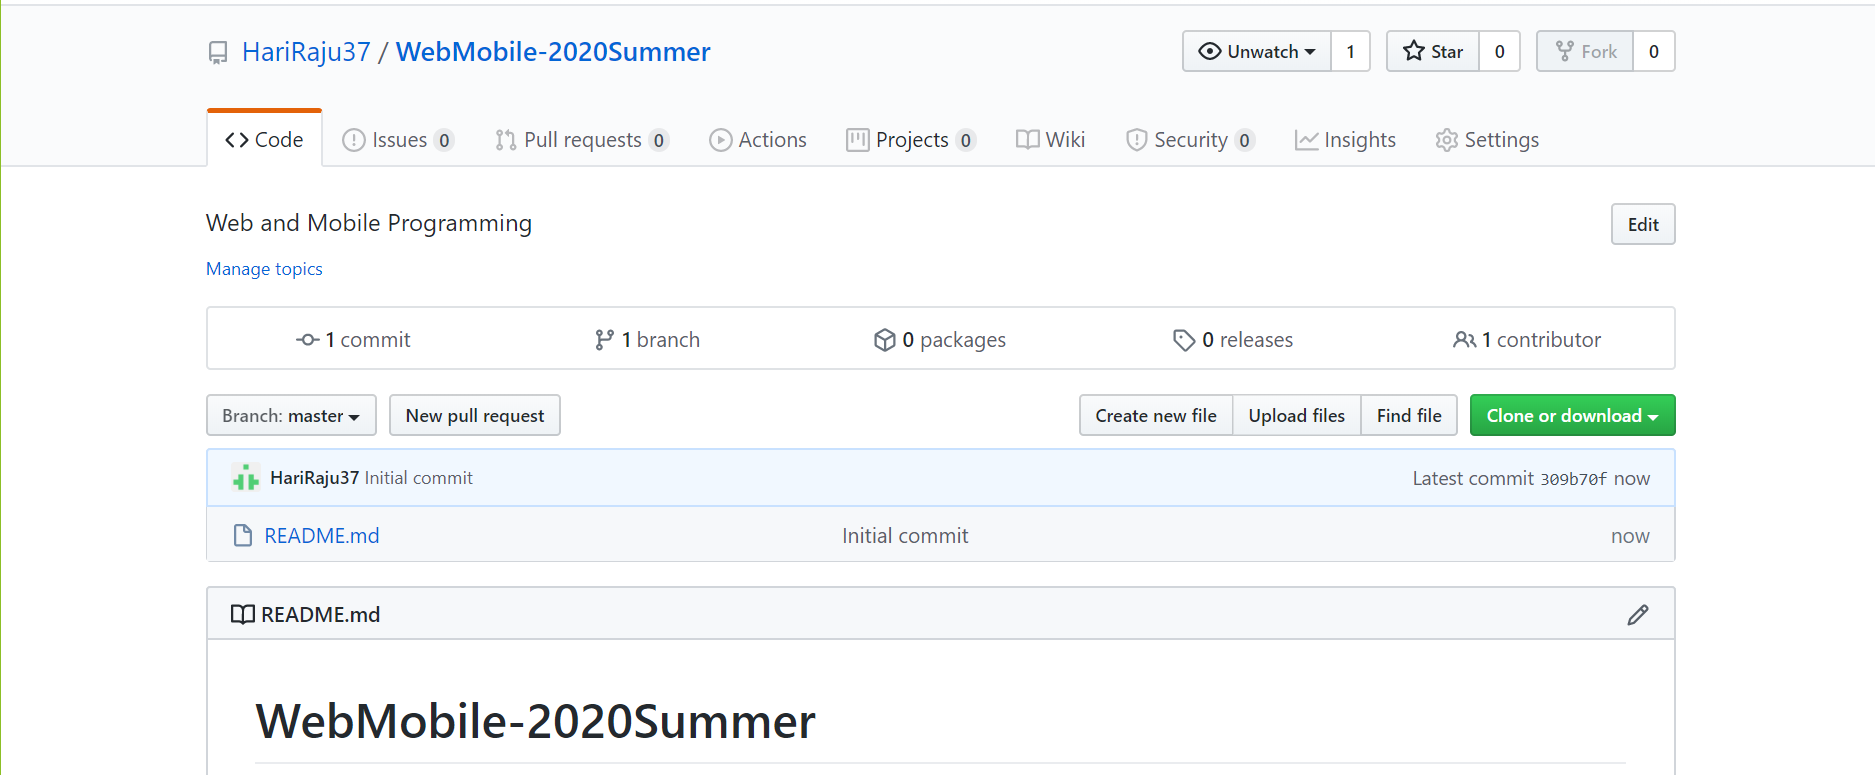 HariRaju37 / WebMobile-2020Summer Unwatch 1 Star 0 Fork 0
Code Issues 0 Pull requests 0 Actions Projects 0 Wiki Security 0 Insights Settings
Web and Mobile Programming Edit
Manage topics
1 commit 1 branch 0 packages 0 releases 1 contributor
Branch: master New pull request Create new file Upload files Find file Clone or download
HariRaju37 Initial commit Latest commit 309b70f now
README.md Initial commit now
README.md
WebMobile-2020Summer